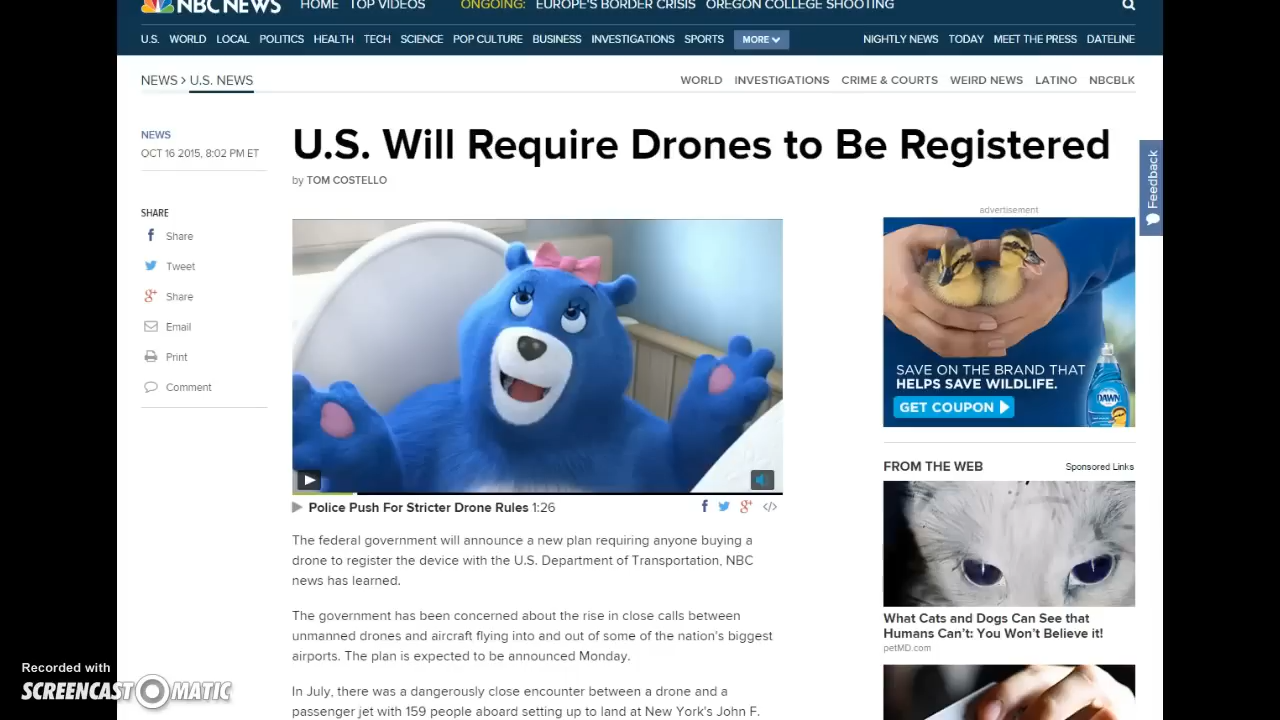 NBC NEWS
HOME TOP VIDEOS ONGOING: EUROPE'S BORDER CRISIS OREGON COLLEGE SHOOTING
U.S. WORLD LOCAL POLITICS HEALTH TECH SCIENCE POP CULTURE BUSINESS INVESTIGATIONS SPORTS MORE NIGHTLY NEWS TODAY MEET THE PRESS DATELINE
NEWS > U.S. NEWS
WORLD INVESTIGATIONS CRIME & COURTS WEIRD NEWS LATINO NBCBLK
NEWS
OCT 16 2015, 8:02 PM ET
U.S. Will Require Drones to Be Registered
by TOM COSTELLO
Feedback
SHARE
f Share
Tweet
g+ Share
Email
Print
Comment
advertisement
SAVE ON THE BRAND THAT
HELPS SAVE WILDLIFE.
GET COUPON
DAWN
Police Push For Stricter Drone Rules 1:26
f g+ </>
The federal government will announce a new plan requiring anyone buying a
drone to register the device with the U.S. Department of Transportation, NBC
news has learned.
The government has been concerned about the rise in close calls between
unmanned drones and aircraft flying into and out of some of the nation's biggest
airports. The plan is expected to be announced Monday.
In July, there was a dangerously close encounter between a drone and a
passenger jet with 159 people aboard setting up to land at New York's John F.
FROM THE WEB
Sponsored Links
What Cats and Dogs Can See that
Humans Can't: You Won't Believe it!
petMD.com
Recorded with
SCREENCAST-O-MATIC